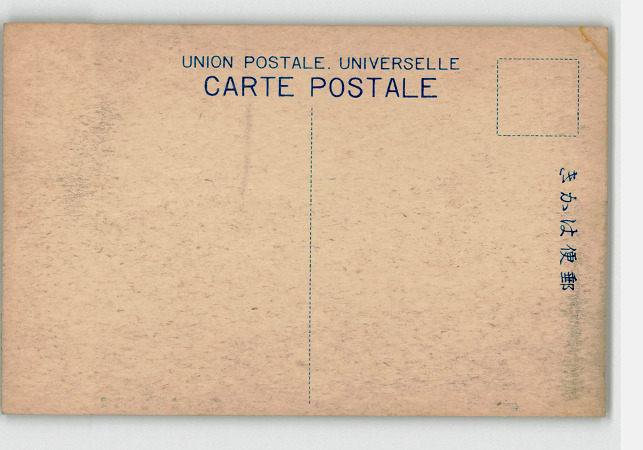 UNION POSTALE. UNIVERSELLE
CARTE POSTALE
郵便はかき